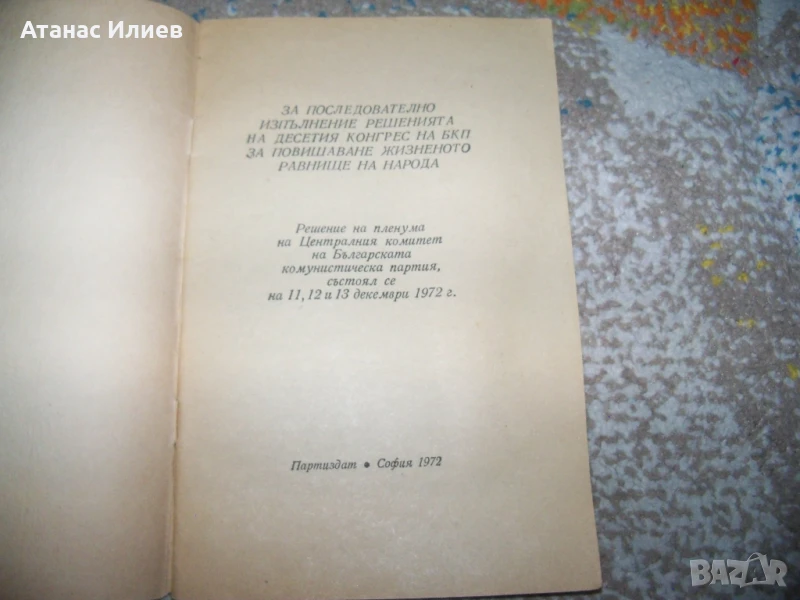 Атанас Илиев
ЗА ПОСЛЕДОВАТЕЛНО
ИЗПЪЛНЕНИЕ РЕШЕНИЯТА
НА ДЕСЕТИЯ КОНГРЕС НА БКП
ЗА ПОВИШАВАНЕ ЖИЗНЕНОТО
РАВНИЩЕ НА НАРОДА
Решение на пленума
на Централния комитет
на Българската
комунистическа партия,
състоял се
на 11, 12 и 13 декември 1972 г.
Партиздат • София 1972
BAZAR